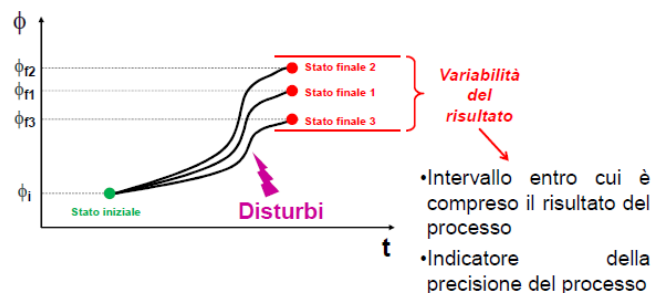 ϕ
ϕf2
ϕf1
ϕf3
ϕi
Stato finale 2
Stato finale 1
Stato finale 3
Stato iniziale
Disturbi
t
Variabilità
del
risultato
•Intervallo entro cui è
compreso il risultato del
processo
•Indicatore della
precisione del processo